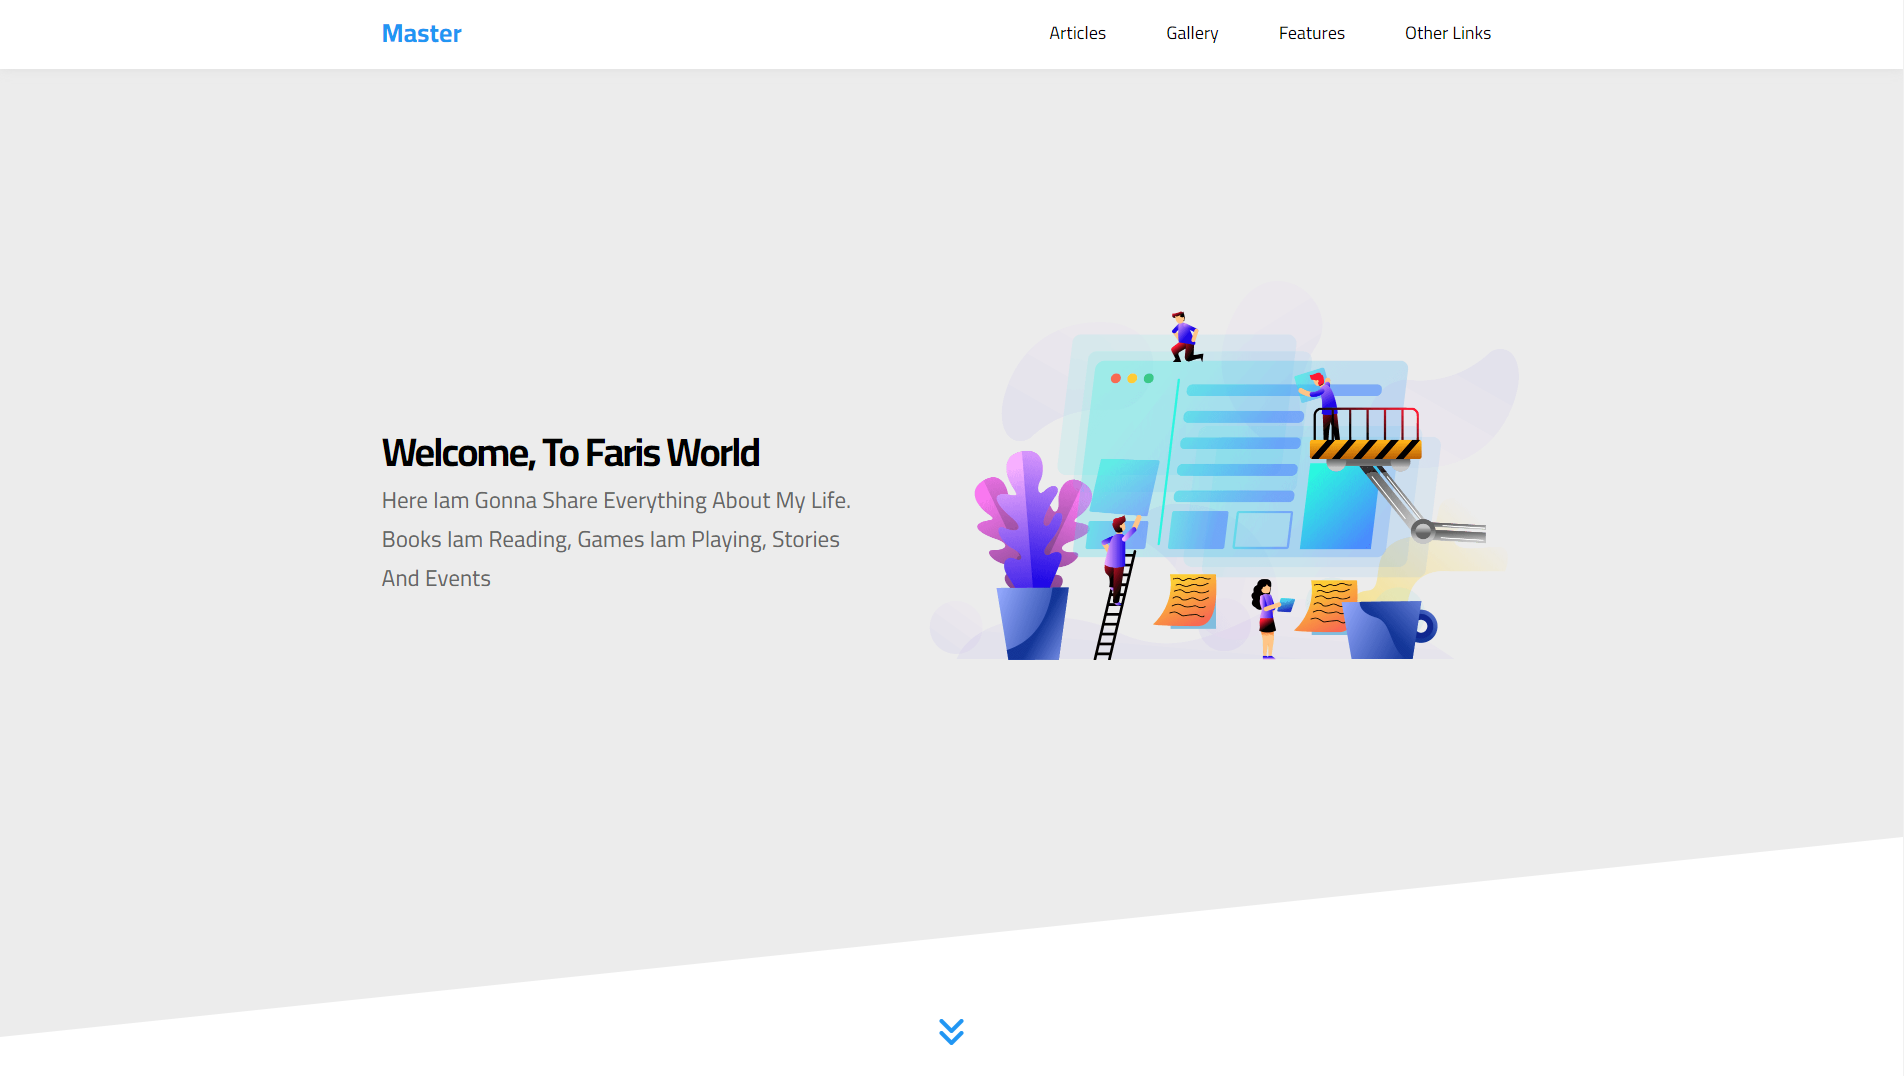 Master
Articles
Gallery
Features
Other Links
Welcome, To Faris World
Here Iam Gonna Share Everything About My Life.
Books Iam Reading, Games Iam Playing, Stories
And Events